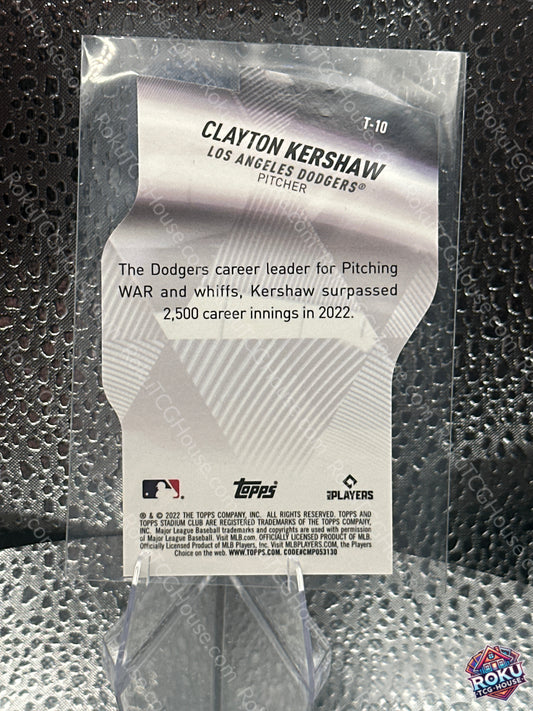 T-10
CLAYTON KERSHAW
LOS ANGELES DODGERS®
PITCHER
The Dodgers career leader for Pitching
WAR and whiffs, Kershaw surpassed
2,500 career innings in 2022.
topps
MLB PLAYERS
® & © 2022 THE TOPPS COMPANY, INC. ALL RIGHTS RESERVED. TOPPS AND
TOPPS STADIUM CLUB ARE REGISTERED TRADEMARKS OF THE TOPPS COMPANY,
INC. Major League Baseball trademarks and copyrights are used with permission
of Major League Baseball. Visit MLB.com. OFFICIALLY LICENSED PRODUCT OF MLB.
Officially Licensed Product of MLB Players, Inc. Visit MLBPLAYERS.COM, the Players
Choice on the web. WWW.TOPPS.COM. CODE#CMP053130
RokuTCGHouse.com
ROKU
TCG-HOUSE